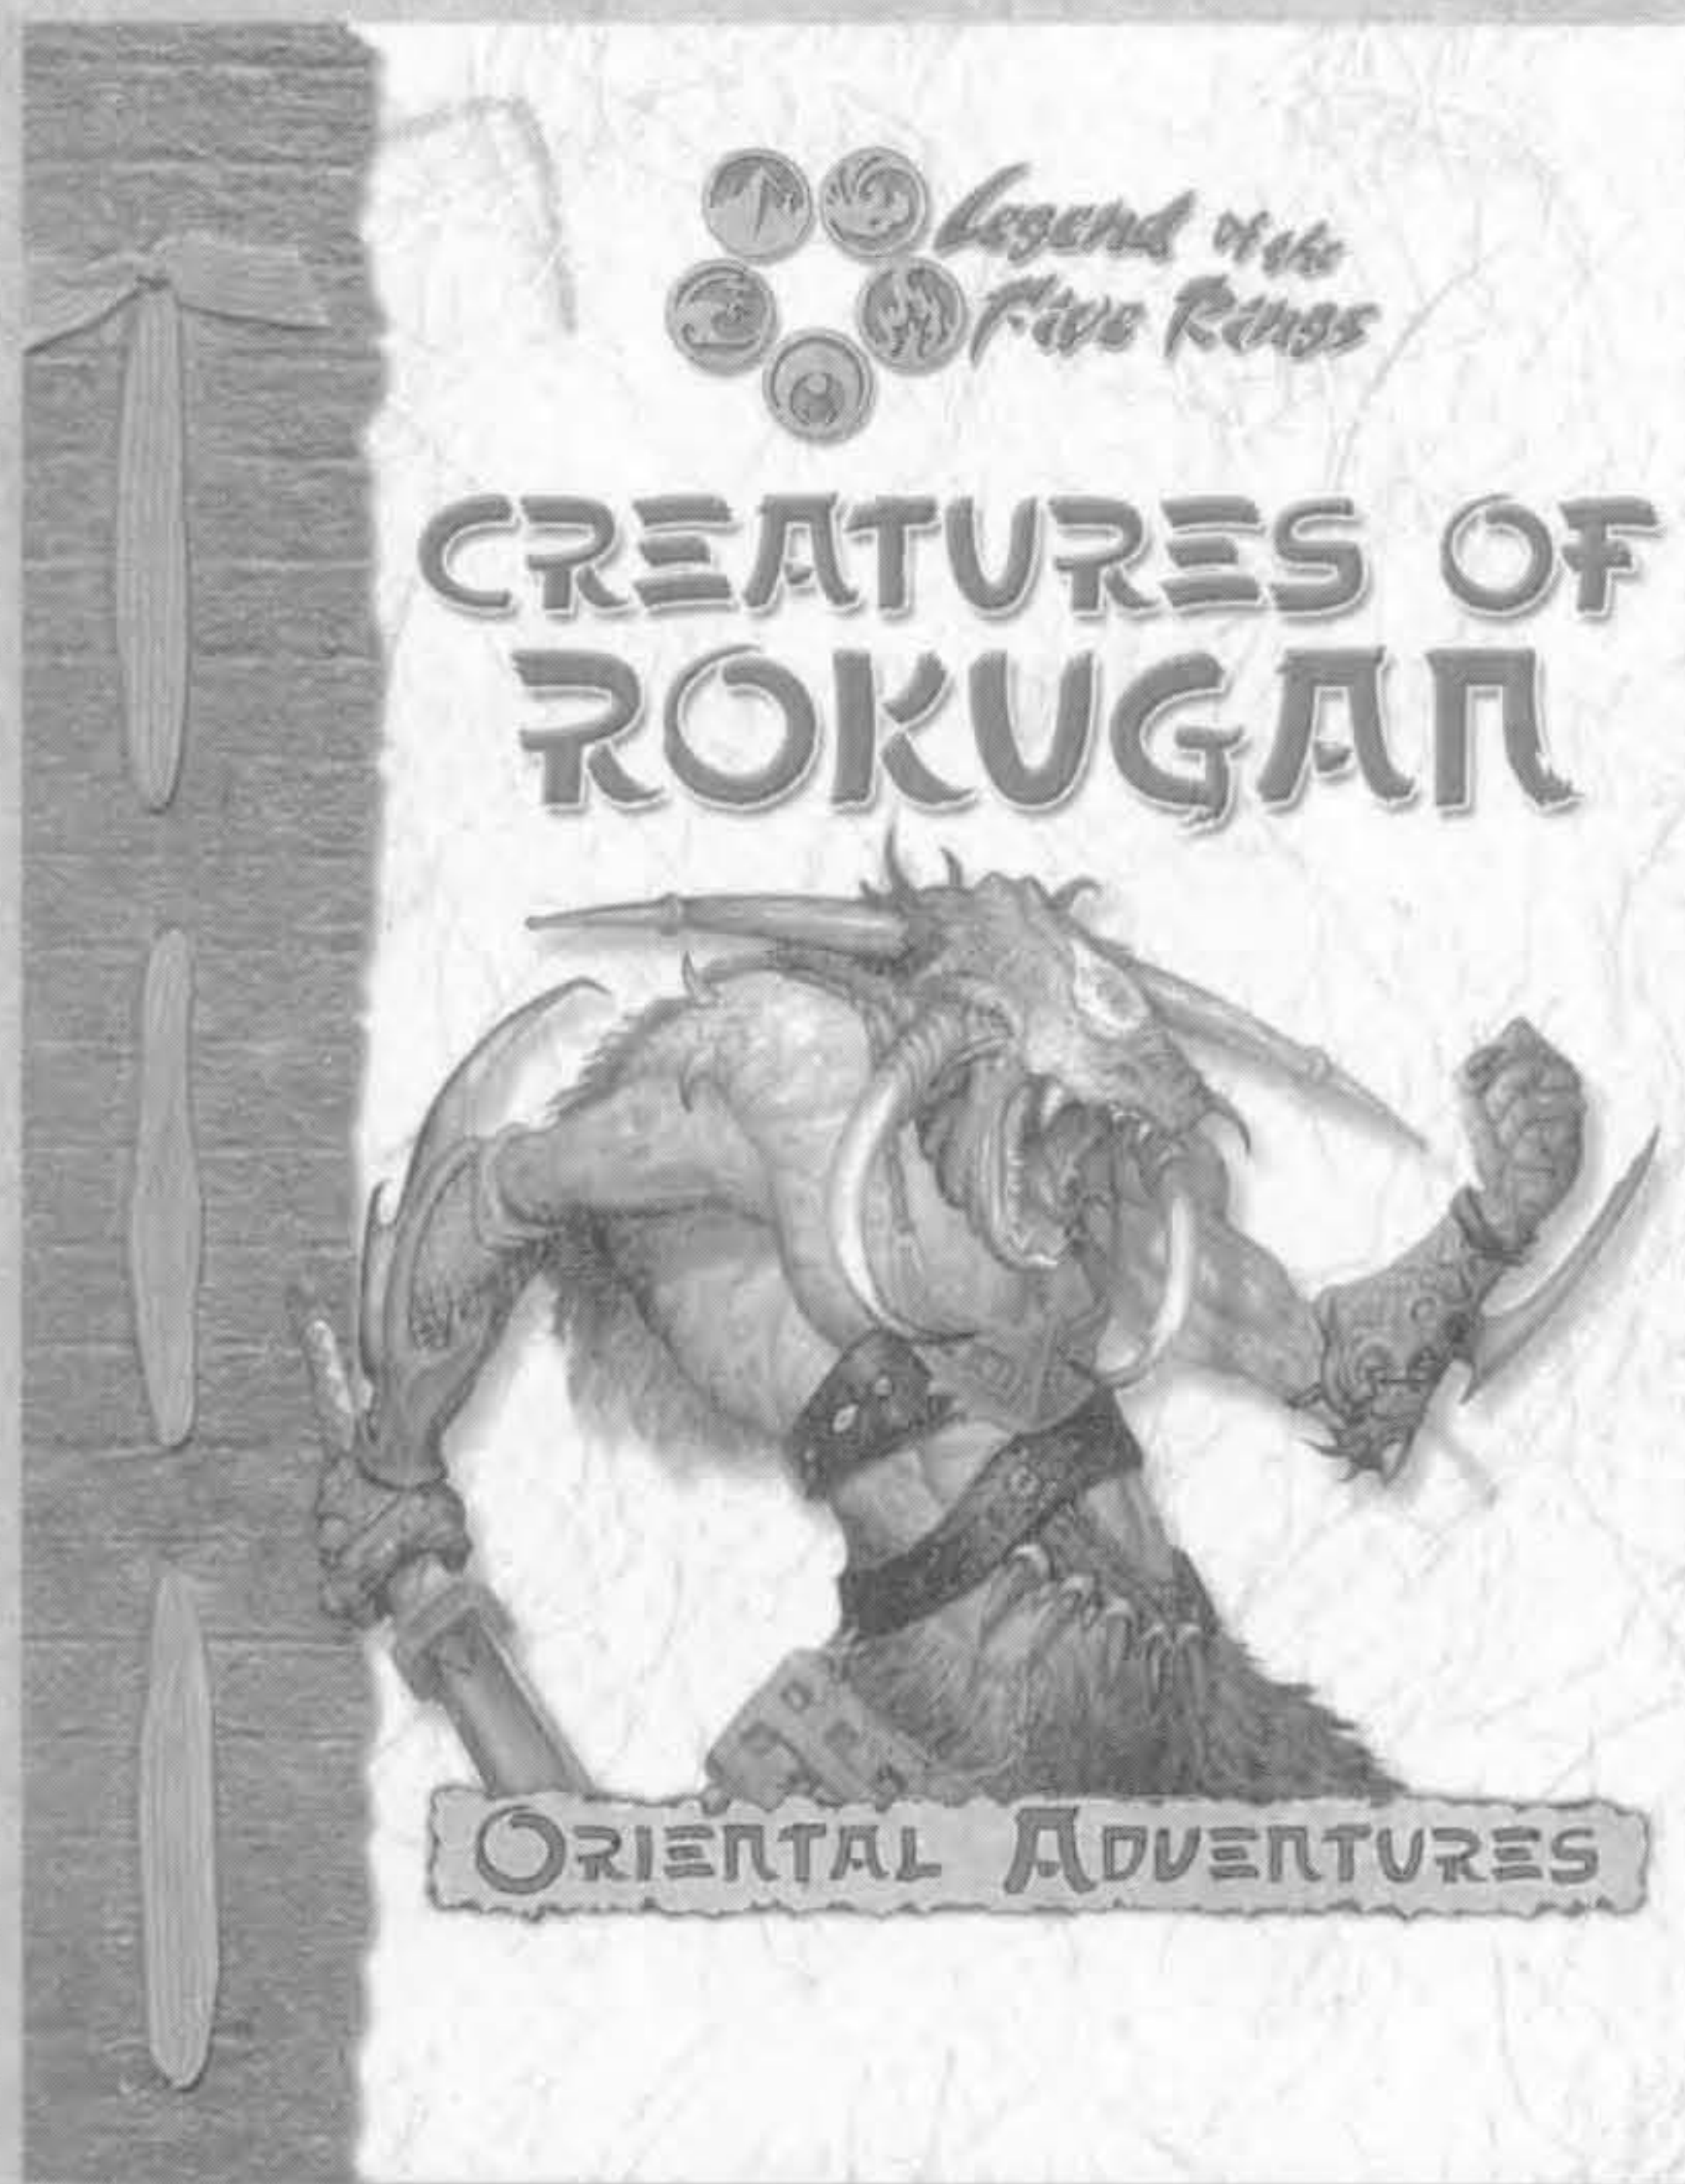 Legend of the
Five Rings
CREATURES OF
ROKUGAN
ORIENTAL ADVENTURES